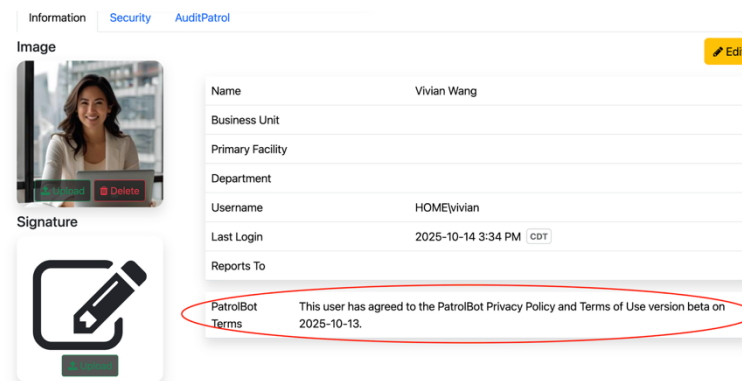 Information Security AuditPatrol
Image
Edi
Name Vivian Wang
Business Unit
Primary Facility
Department
Upload Delete
Username HOME\vivian
Signature
Last Login 2025-10-14 3:34 PM CDT
Reports To
PatrolBot This user has agreed to the PatrolBot Privacy Policy and Terms of Use version beta on
Terms 2025-10-13.
Upload